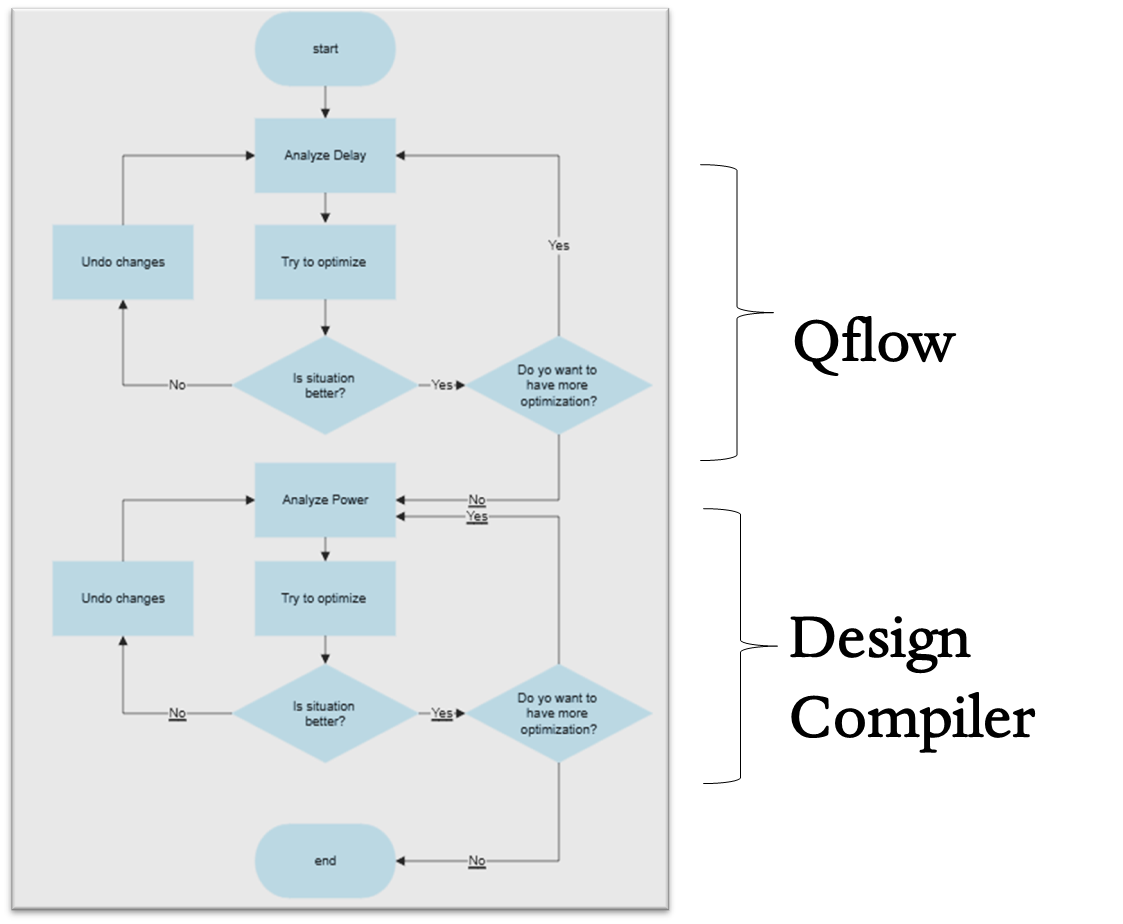 start
Analyze Delay
Undo changes
Try to optimize
Yes
Qflow
No
Is situation
better?
Yes
Do yo want to
have more
optimization?
Analyze Power
No
Yes
Undo changes
Try to optimize
Design
Compiler
No
Is situation
better?
Yes
Do yo want to
have more
optimization?
end
No